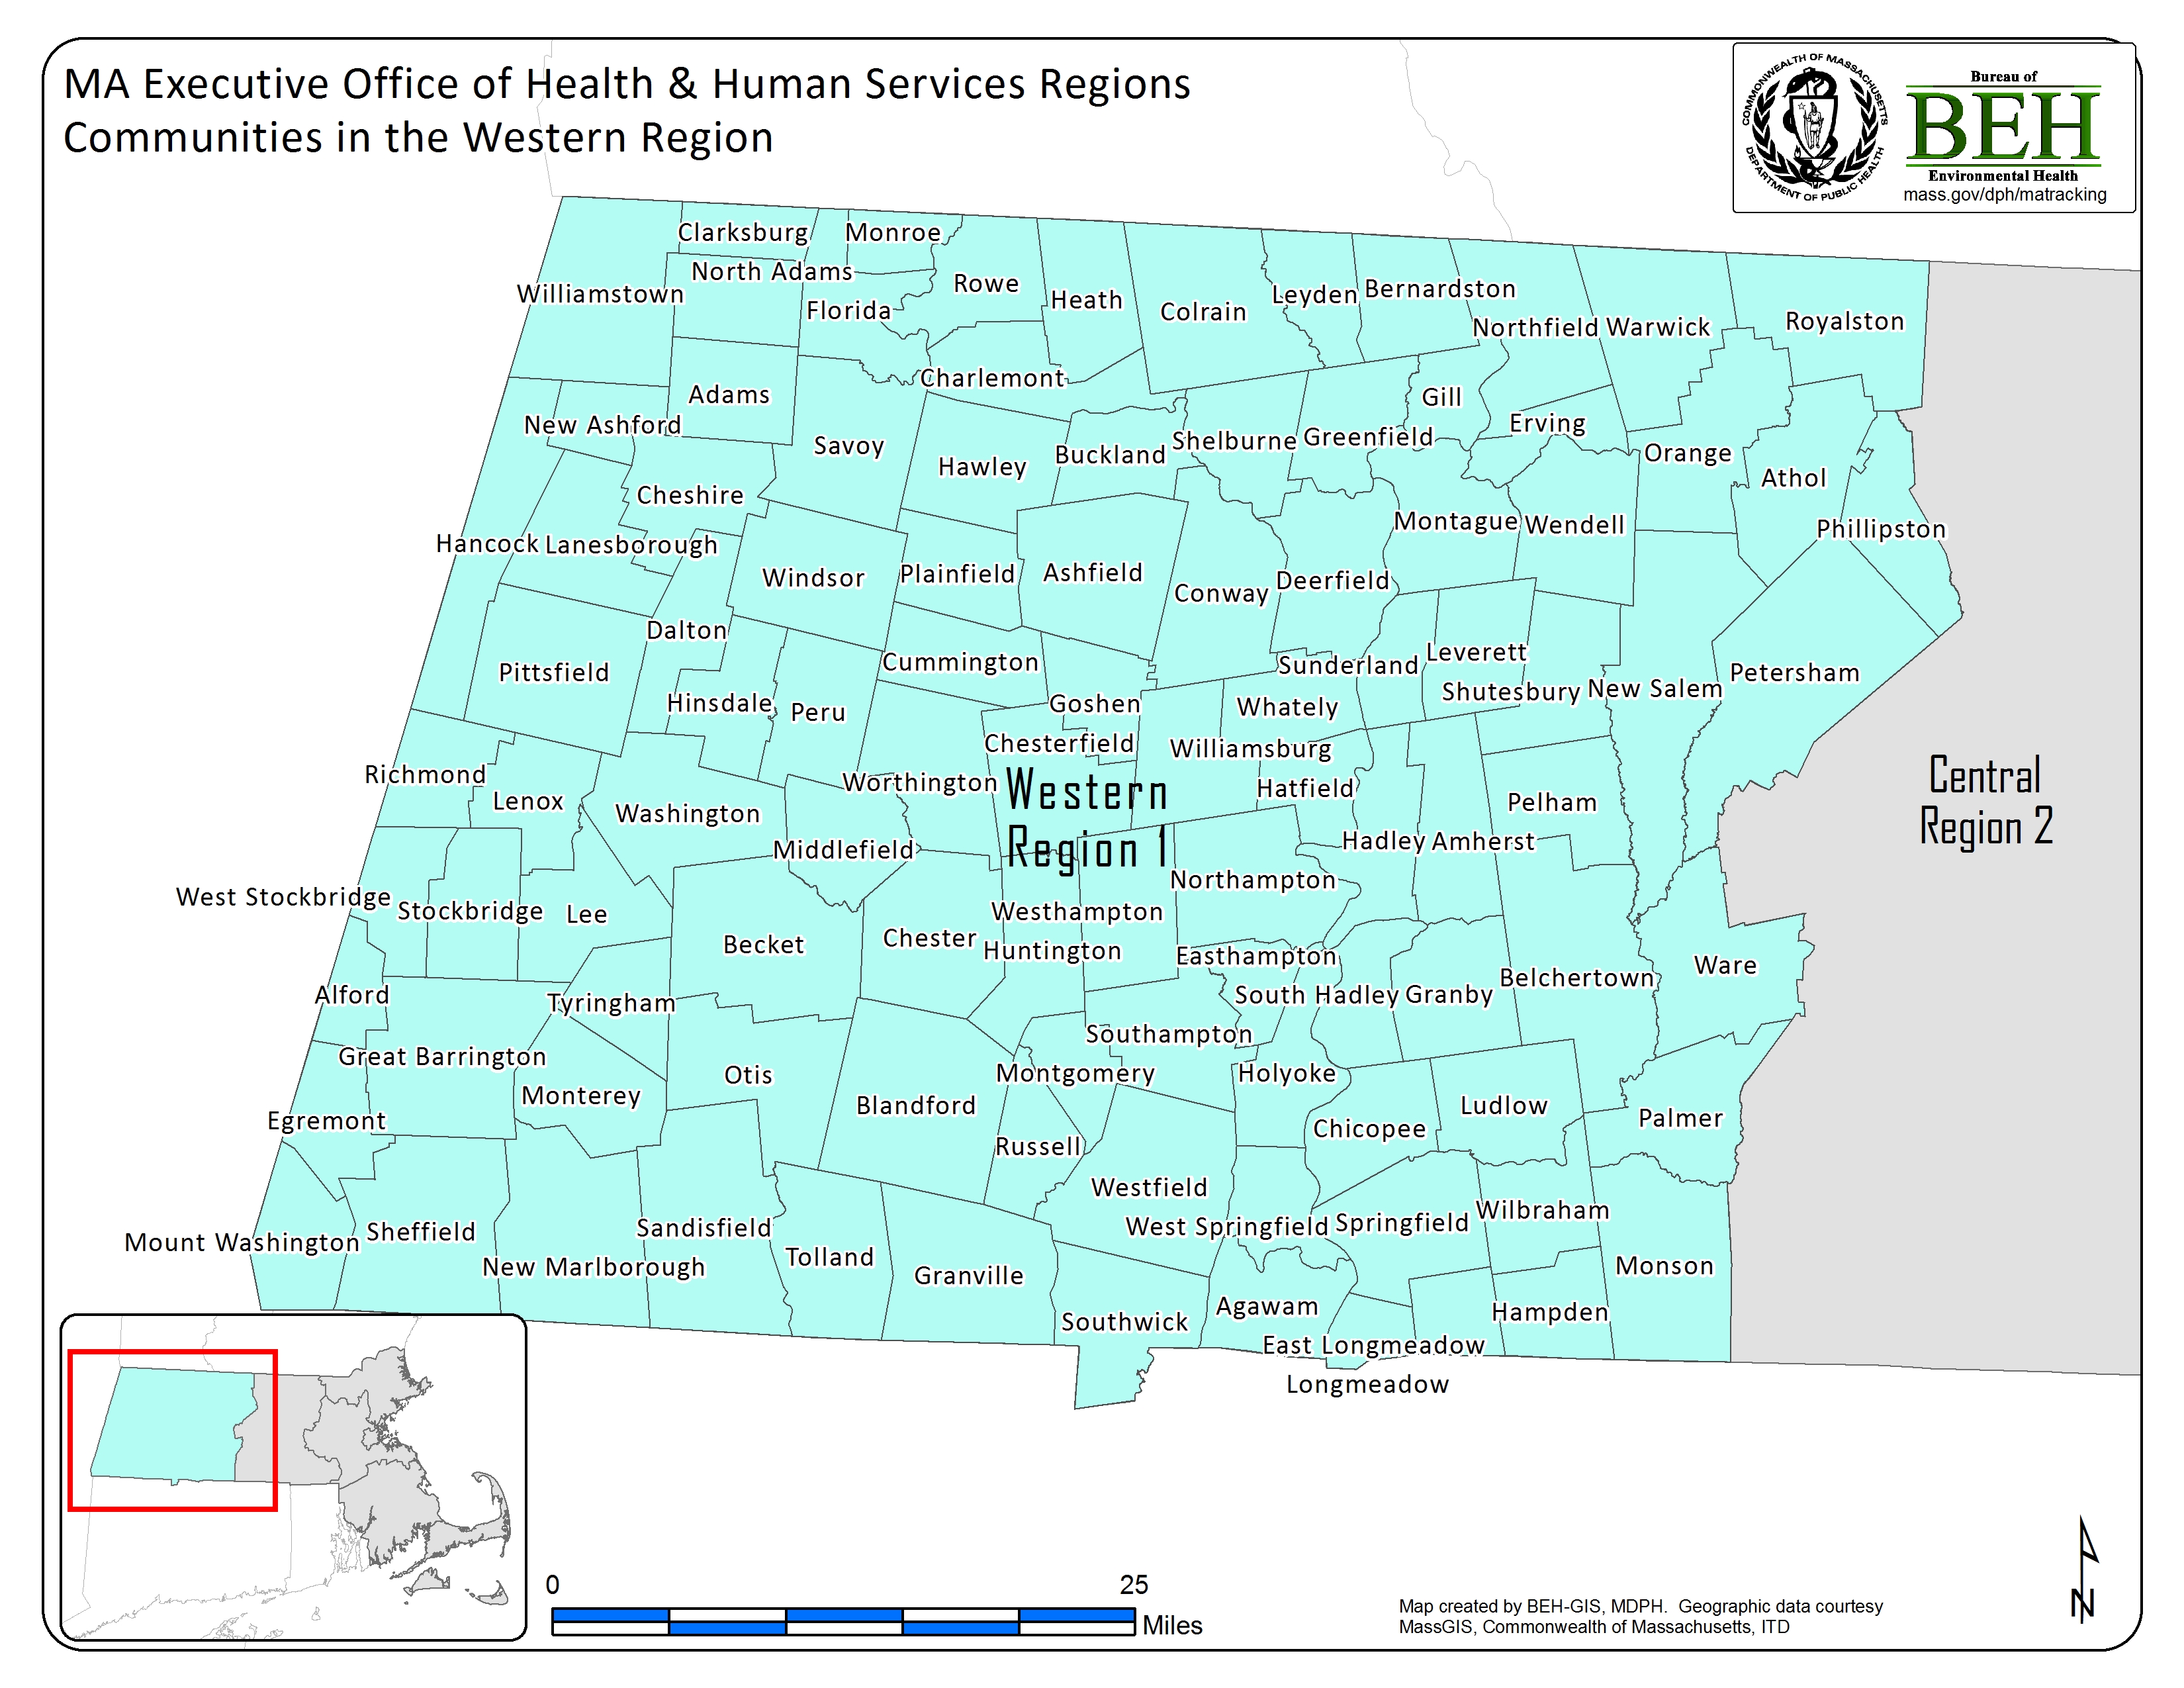 MA Executive Office of Health & Human Services Regions
Communities in the Western Region
COMMONWEALTH OF MASSACHUSETTS
DEPARTMENT OF PUBLIC HEALTH
Bureau of
BEH
Environmental Health
mass.gov/dph/matracking
Clarksburg
Monroe
North Adams
Williamstown
Florida
Rowe
Heath
Colrain
Leyden
Bernardston
Northfield
Warwick
Royalston
Charlemont
Adams
New Ashford
Savoy
Hawley
Buckland
Shelburne
Greenfield
Gill
Erving
Orange
Athol
Cheshire
Phillipston
Hancock
Lanesborough
Windsor
Plainfield
Ashfield
Conway
Deerfield
Montague
Wendell
Dalton
Pittsfield
Cummington
Sunderland
Leverett
Shutesbury
New Salem
Petersham
Hinsdale
Peru
Goshen
Whately
Chesterfield
Williamsburg
Richmond
Lenox
Washington
Worthington
Western
Region 1
Hatfield
Pelham
Central
Region 2
Middlefield
Hadley
Amherst
Northampton
West Stockbridge
Stockbridge
Lee
Becket
Chester
Westhampton
Huntington
Easthampton
Belchertown
Ware
Alford
Tyringham
South Hadley
Granby
Great Barrington
Southampton
Otis
Montgomery
Holyoke
Monterey
Blandford
Ludlow
Palmer
Egremont
Russell
Chicopee
Westfield
Mount Washington
Sheffield
Sandisfield
West Springfield
Springfield
Wilbraham
New Marlborough
Tolland
Granville
Monson
Southwick
Agawam
Hampden
East Longmeadow
Longmeadow
0
25
Miles
Map created by BEH-GIS, MDPH. Geographic data courtesy
MassGIS, Commonwealth of Massachusetts, ITD
N